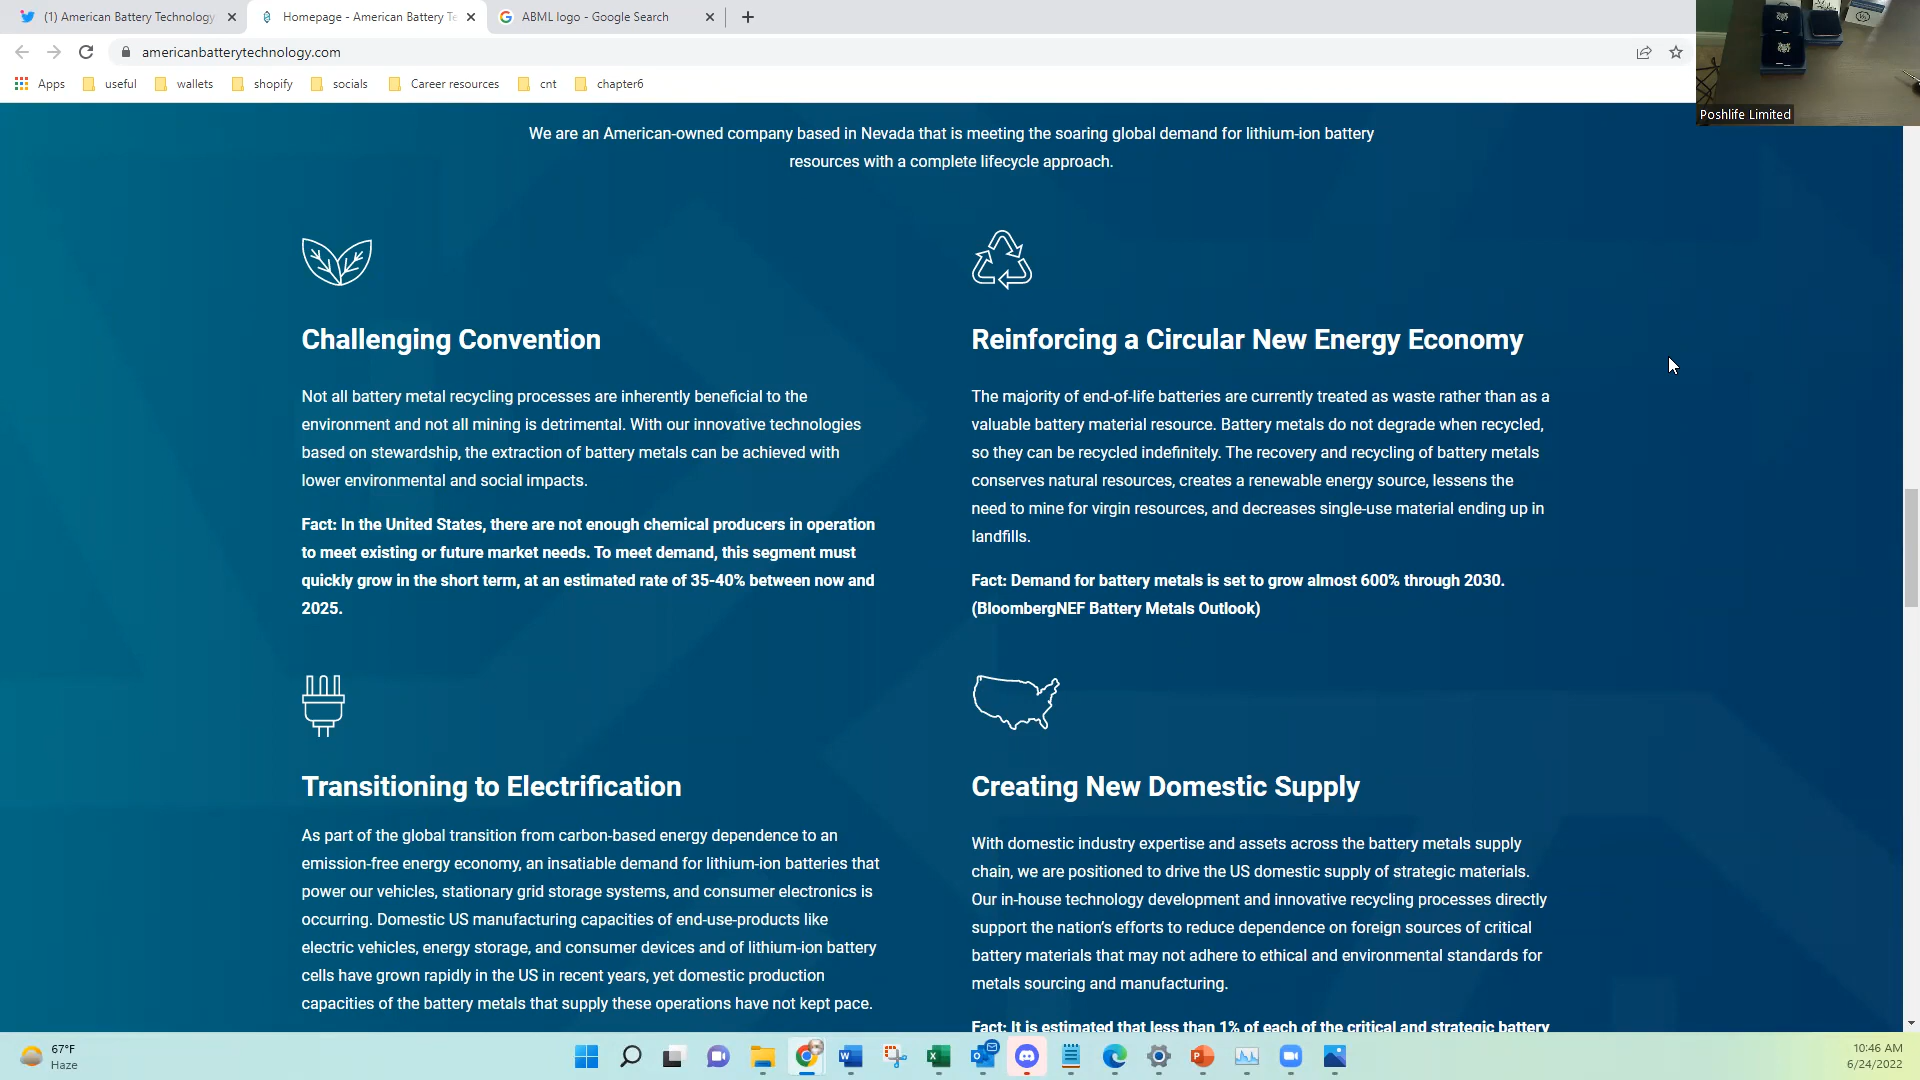 (1) American Battery Technology
Homepage - American Battery Te
ABML logo - Google Search
americanbatterytechnology.com
Apps
useful
wallets
shopify
socials
Career resources
cnt
chapter6
Poshlife Limited
We are an American-owned company based in Nevada that is meeting the soaring global demand for lithium-ion battery
resources with a complete lifecycle approach.
Challenging Convention
Not all battery metal recycling processes are inherently beneficial to the
environment and not all mining is detrimental. With our innovative technologies
based on stewardship, the extraction of battery metals can be achieved with
lower environmental and social impacts.
Fact: In the United States, there are not enough chemical producers in operation
to meet existing or future market needs. To meet demand, this segment must
quickly grow in the short term, at an estimated rate of 35-40% between now and
2025.
Reinforcing a Circular New Energy Economy
The majority of end-of-life batteries are currently treated as waste rather than as a
valuable battery material resource. Battery metals do not degrade when recycled,
so they can be recycled indefinitely. The recovery and recycling of battery metals
conserves natural resources, creates a renewable energy source, lessens the
need to mine for virgin resources, and decreases single-use material ending up in
landfills.
Fact: Demand for battery metals is set to grow almost 600% through 2030.
(BloombergNEF Battery Metals Outlook)
Transitioning to Electrification
As part of the global transition from carbon-based energy dependence to an
emission-free energy economy, an insatiable demand for lithium-ion batteries that
power our vehicles, stationary grid storage systems, and consumer electronics is
occurring. Domestic US manufacturing capacities of end-use-products like
electric vehicles, energy storage, and consumer devices and of lithium-ion battery
cells have grown rapidly in the US in recent years, yet domestic production
capacities of the battery metals that supply these operations have not kept pace.
Creating New Domestic Supply
With domestic industry expertise and assets across the battery metals supply
chain, we are positioned to drive the US domestic supply of strategic materials.
Our in-house technology development and innovative recycling processes directly
support the nation’s efforts to reduce dependence on foreign sources of critical
battery materials that may not adhere to ethical and environmental standards for
metals sourcing and manufacturing.
Fact: It is estimated that less than 1% of each of the critical and strategic battery
67°F
Haze
10:46 AM
6/24/2022